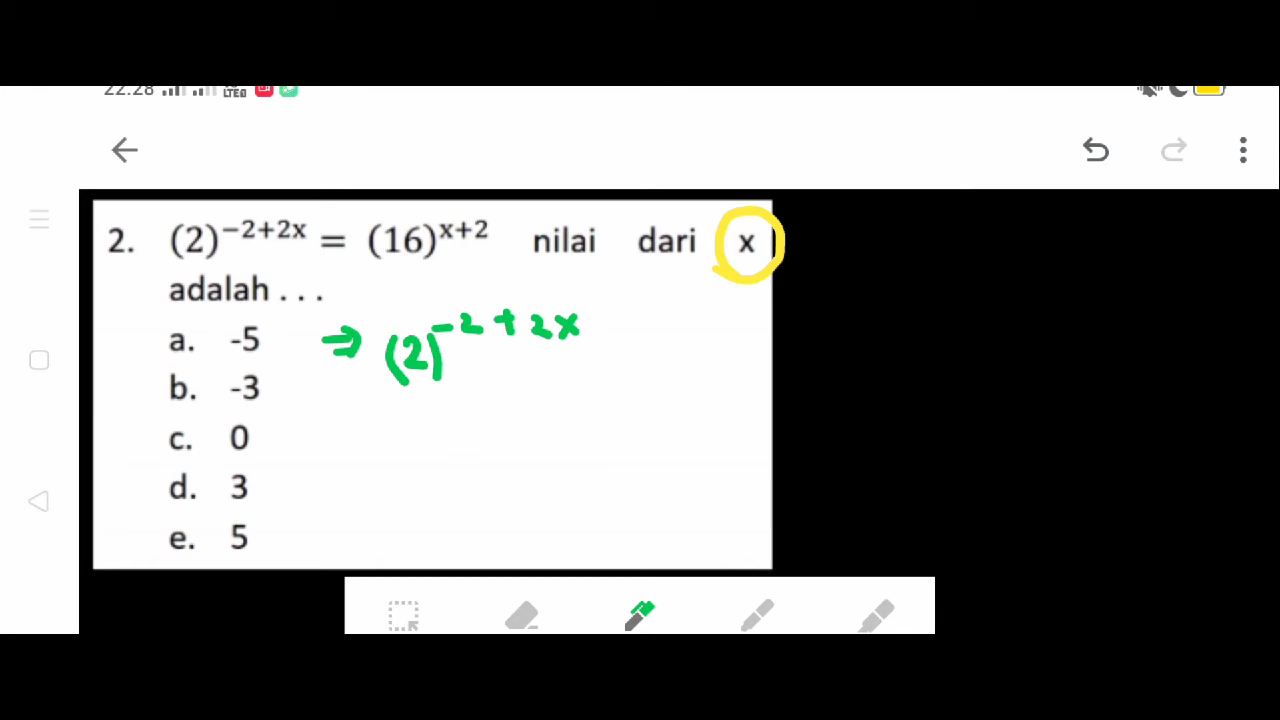 22.28 LTE
2. (2)⁻²⁺²ˣ = (16)ˣ⁺² nilai dari x
adalah . . .
a. -5
⇒ (2)⁻²⁺²ˣ
b. -3
c. 0
d. 3
e. 5